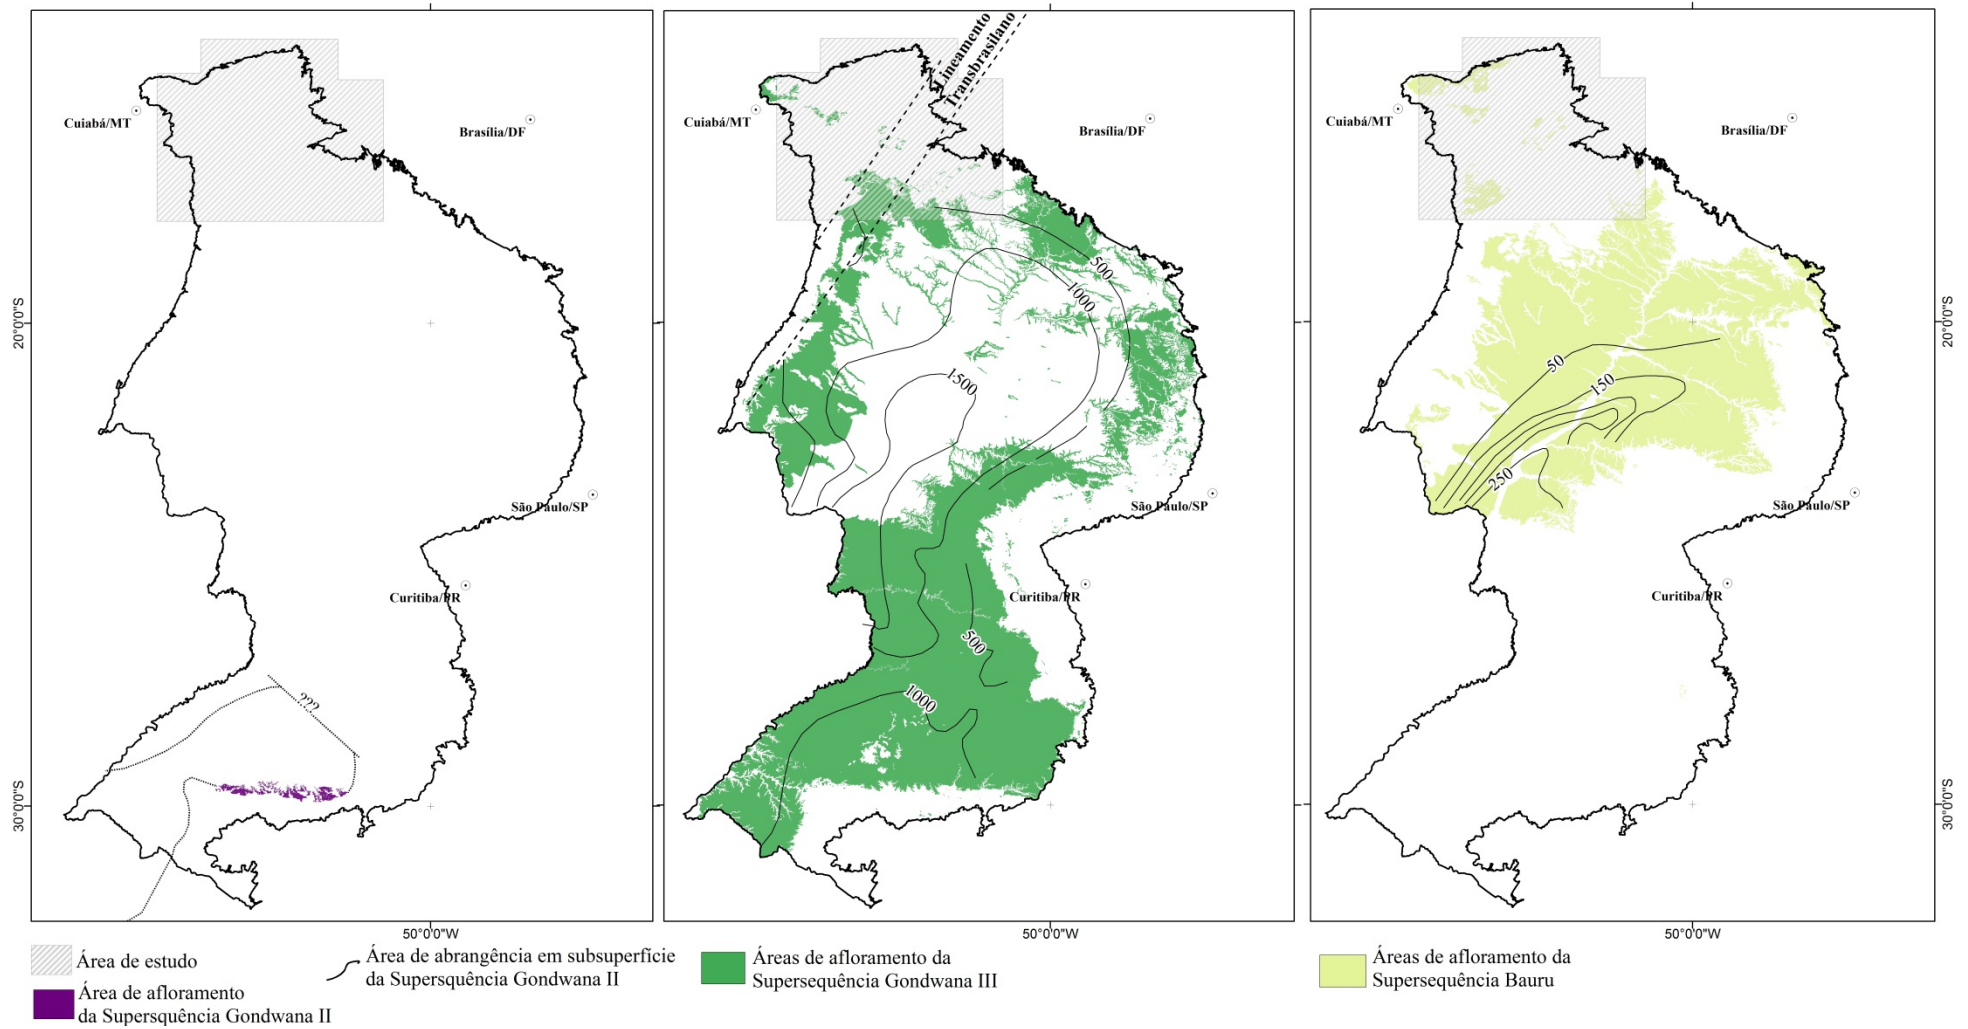 Cuiabá/MT
Brasília/DF
20°0'0"S
São Paulo/SP
Curitiba/PR
???
30°0'0"S
50°0'0"W
Lineamento
Transbrasilano
Cuiabá/MT
Brasília/DF
500
1000
1500
São Paulo/SP
Curitiba/PR
500
1000
50°0'0"W
Cuiabá/MT
Brasília/DF
20°0'0"S
50
150
250
São Paulo/SP
Curitiba/PR
30°0'0"S
50°0'0"W
Área de estudo
Área de afloramento
da Supersquência Gondwana II
Área de abrangência em subsuperfície
da Supersquência Gondwana II
Áreas de afloramento da
Supersequência Gondwana III
Áreas de afloramento da
Supersequência Bauru